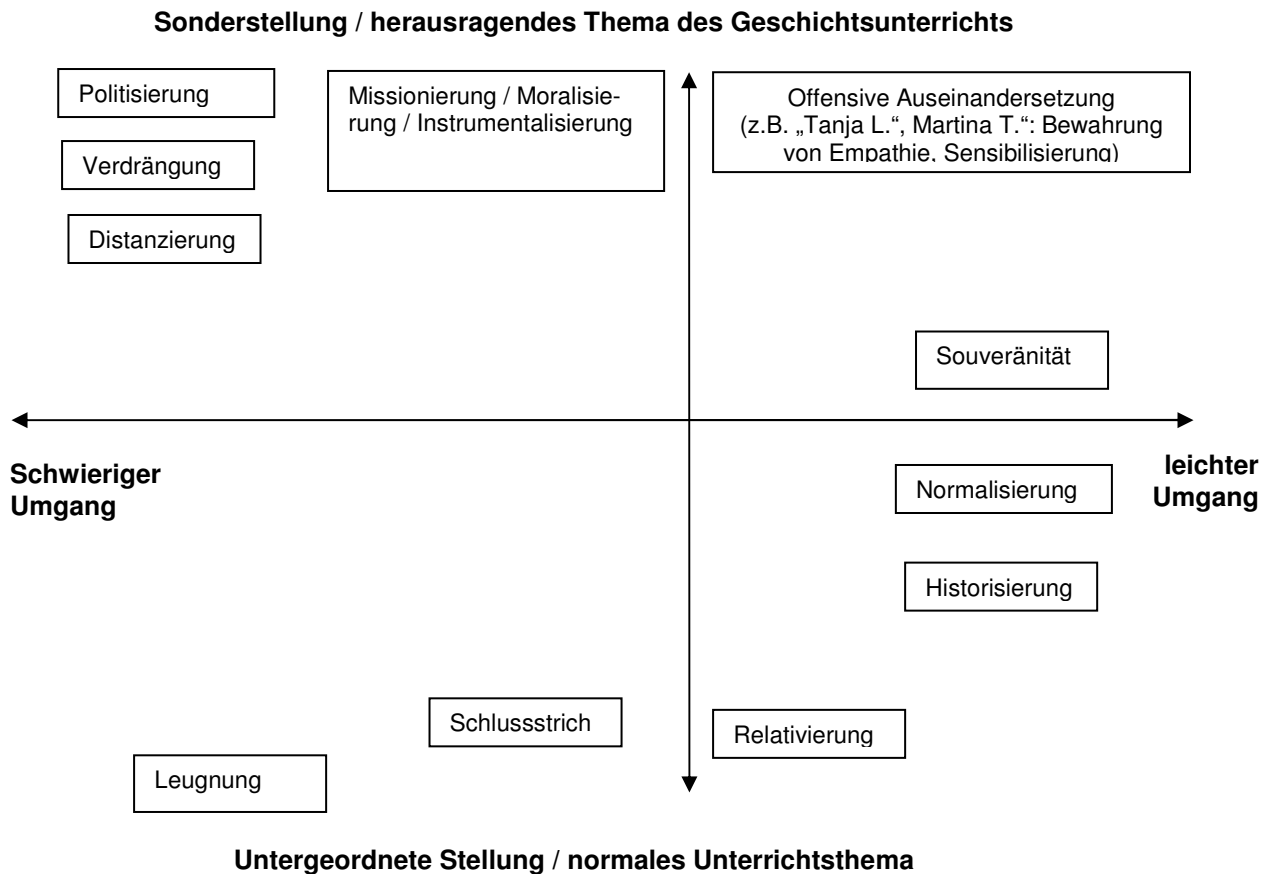 Sonderstellung / herausragendes Thema des Geschichtsunterrichts
Politisierung
Missionierung / Moralisie-
rung / Instrumentalisierung
Offensive Auseinandersetzung
(z.B. „Tanja L.“, Martina T.“: Bewahrung
von Empathie, Sensibilisierung)
Verdrängung
Distanzierung
Souveränität
Schwieriger
Umgang
leichter
Umgang
Normalisierung
Historisierung
Schlussstrich
Relativierung
Leugnung
Untergeordnete Stellung / normales Unterrichtsthema